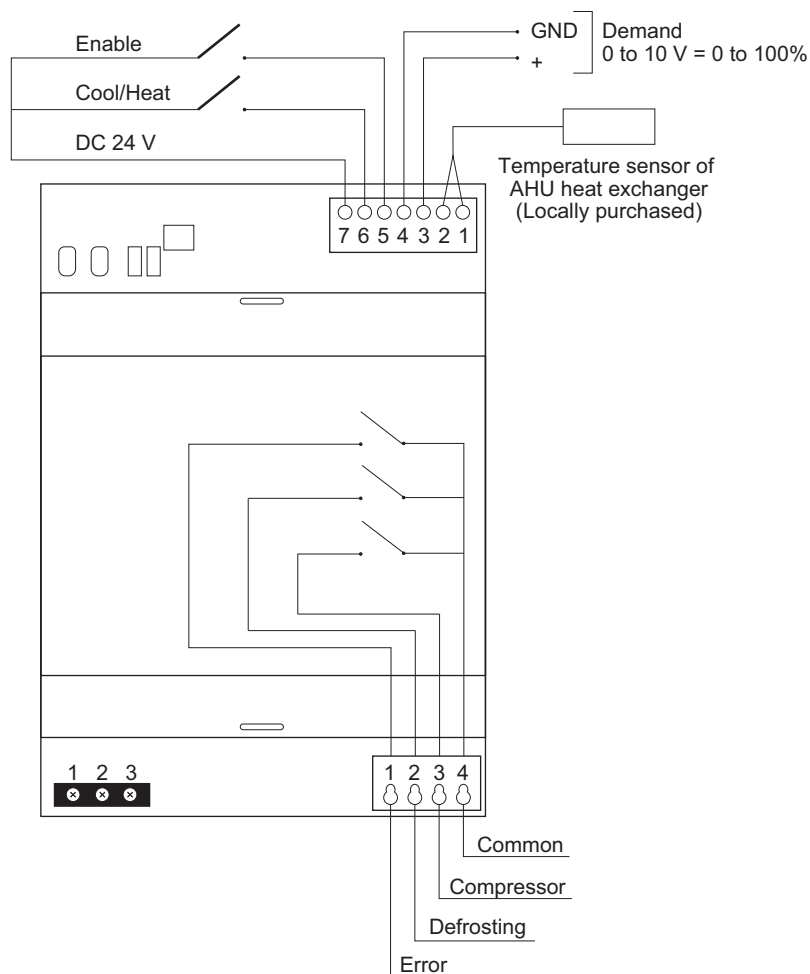 Enable
GND
Demand
0 to 10 V = 0 to 100%
+
Cool/Heat
DC 24 V
Temperature sensor of
AHU heat exchanger
(Locally purchased)
7 6 5 4 3 2 1
1 2 3
1 2 3 4
Common
Compressor
Defrosting
Error